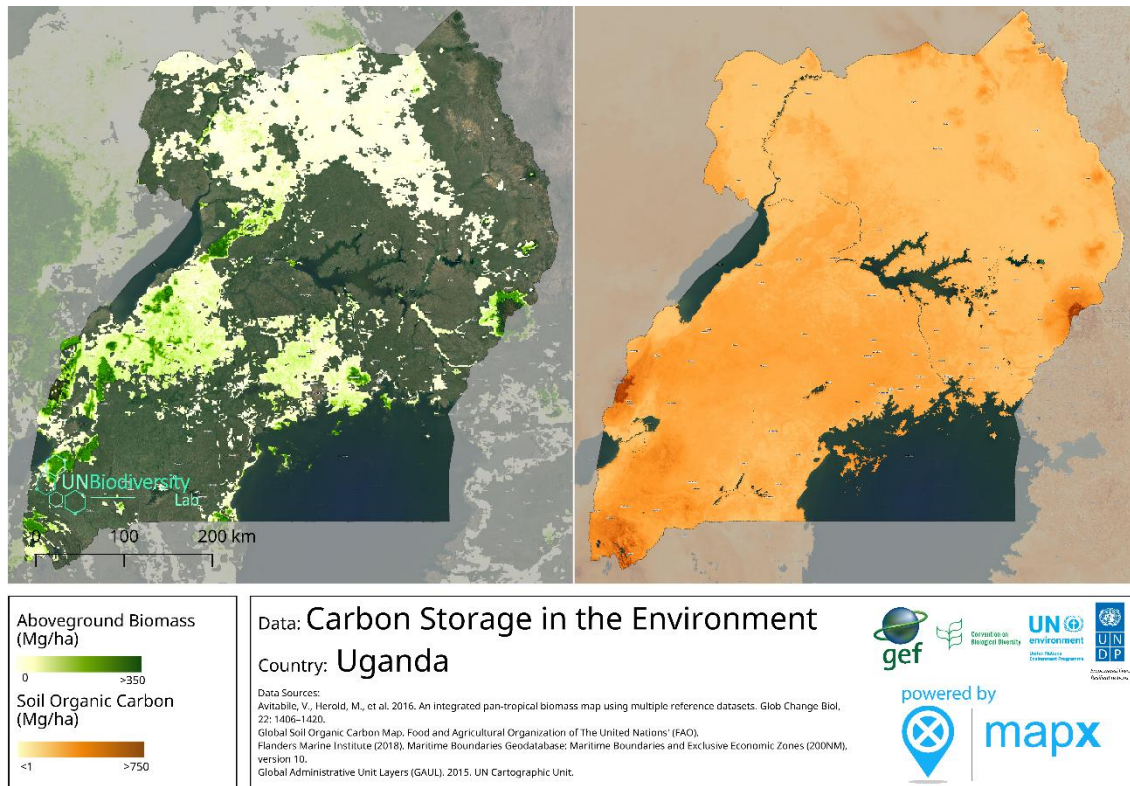 UNBiodiversity
Lab
0 100 200 km
Aboveground Biomass
(Mg/ha)
0 >350
Soil Organic Carbon
(Mg/ha)
<1 >750
Data: Carbon Storage in the Environment
Country: Uganda
Data Sources:
Avitabile, V., Herold, M., et al. 2016. An integrated pan-tropical biomass map using multiple reference datasets. Glob Change Biol,
22: 1406–1420.
Global Soil Organic Carbon Map. Food and Agricultural Organization of The United Nations' (FAO).
Flanders Marine Institute (2018). Maritime Boundaries Geodatabase: Maritime Boundaries and Exclusive Economic Zones (200NM),
version 10.
Global Administrative Unit Layers (GAUL). 2015. UN Cartographic Unit.
gef
Convention on
Biological Diversity
UN
environment
United Nations
Environment Programme
U N
D P
powered by
mapx